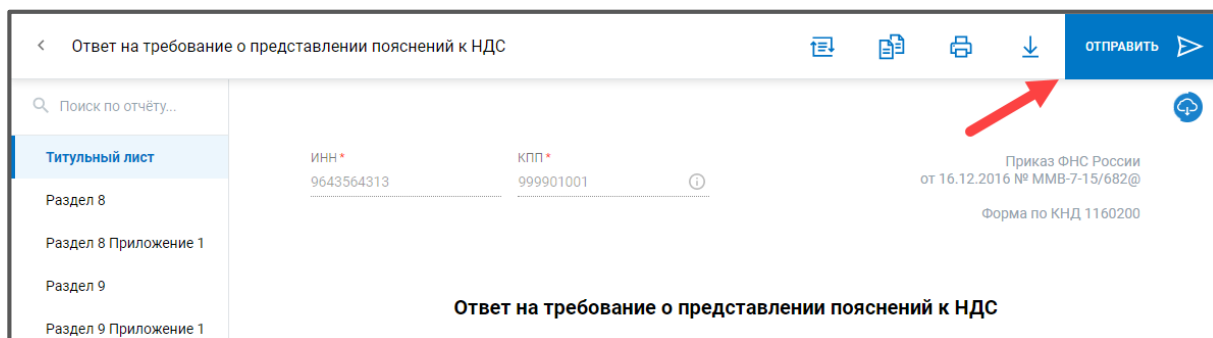 Ответ на требование о представлении пояснений к НДС
ОТПРАВИТЬ
Поиск по отчёту...
Титульный лист
Раздел 8
Раздел 8 Приложение 1
Раздел 9
Раздел 9 Приложение 1
ИНН *
КПП *
9643564313
999901001
Приказ ФНС России
от 16.12.2016 № ММВ-7-15/682@
Форма по КНД 1160200
Ответ на требование о представлении пояснений к НДС